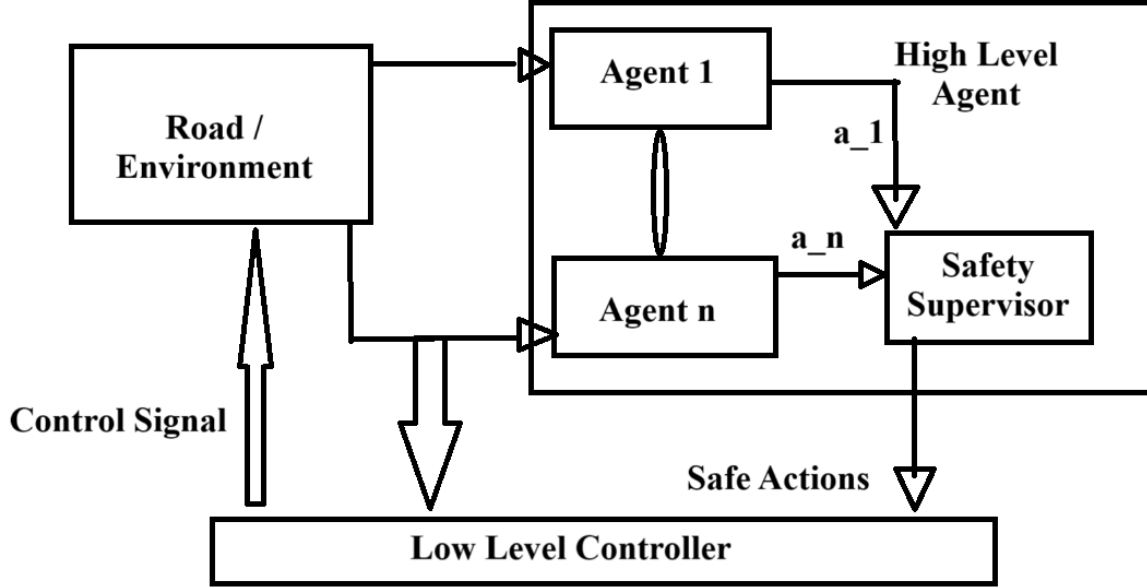 Road /
Environment
Agent 1
High Level
Agent
a_1
a_n
Agent n
Safety
Supervisor
Control Signal
Safe Actions
Low Level Controller